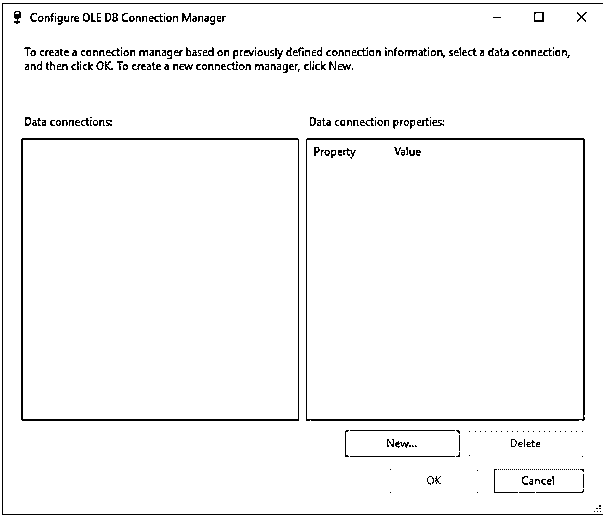 Configure OLE DB Connection Manager
To create a connection manager based on previously defined connection information, select a data connection,
and then click OK. To create a new connection manager, click New.
Data connections:
Data connection properties:
Property Value
New...
Delete
OK
Cancel